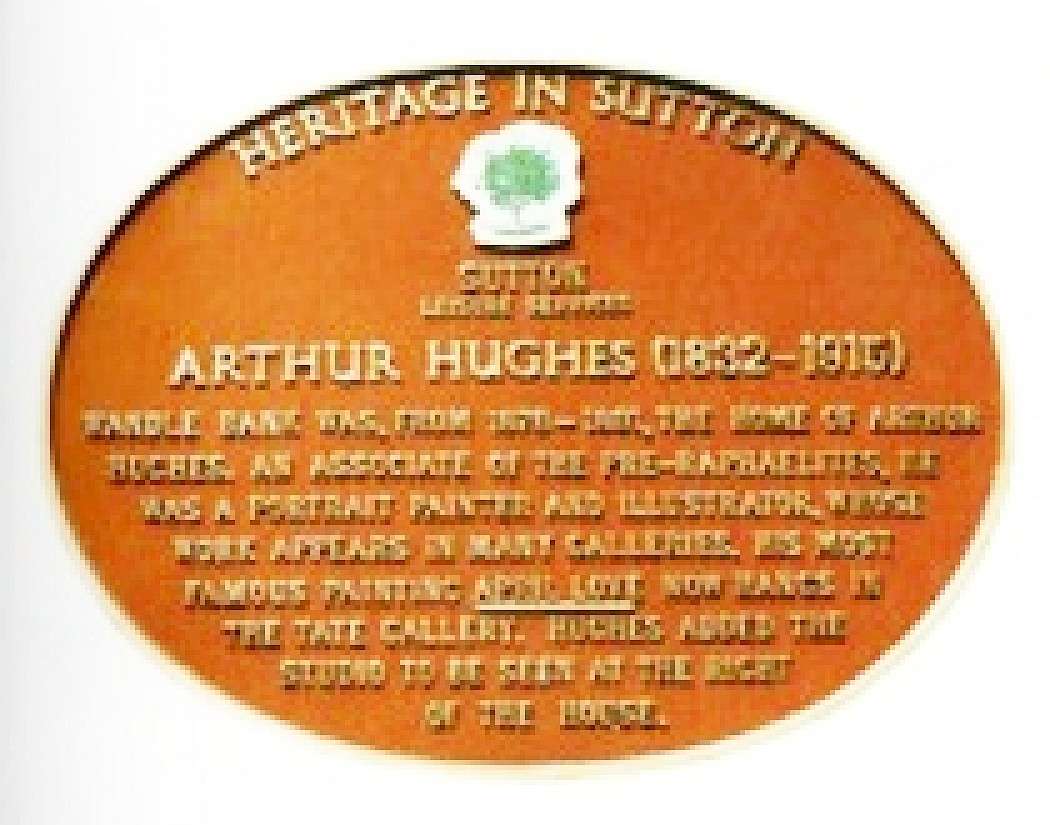 HERITAGE IN SUTTON
SUTTON
LEISURE SERVICES
ARTHUR HUGHES (1832-1915)
WANDLE BANK WAS, FROM THE HOME OF ARTHUR
HUGHES. AN ASSOCIATE OF THE PRE-RAPHAELITES, HE
WAS A PORTRAIT PAINTER AND ILLUSTRATOR, WHOSE
WORK APPEARS IN MANY GALLERIES. HIS MOST
FAMOUS PAINTING APRIL LOVE NOW HANGS IN
THE TATE GALLERY. HUGHES ADDED THE
STUDIO TO BE SEEN AT THE RIGHT
OF THE HOUSE.